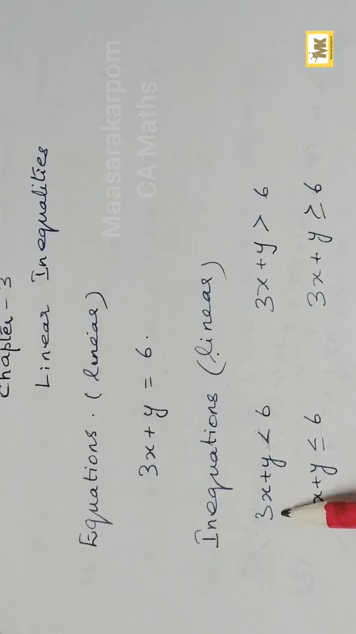 Chapter - 3
Linear Inequalities
Equations. (linear)
3x + y = 6.
Inequations (linear)
3x+y < 6 3x+y > 6
x+y ≤ 6 3x+y ≥ 6
Maasarakarpom
CA Maths
MK